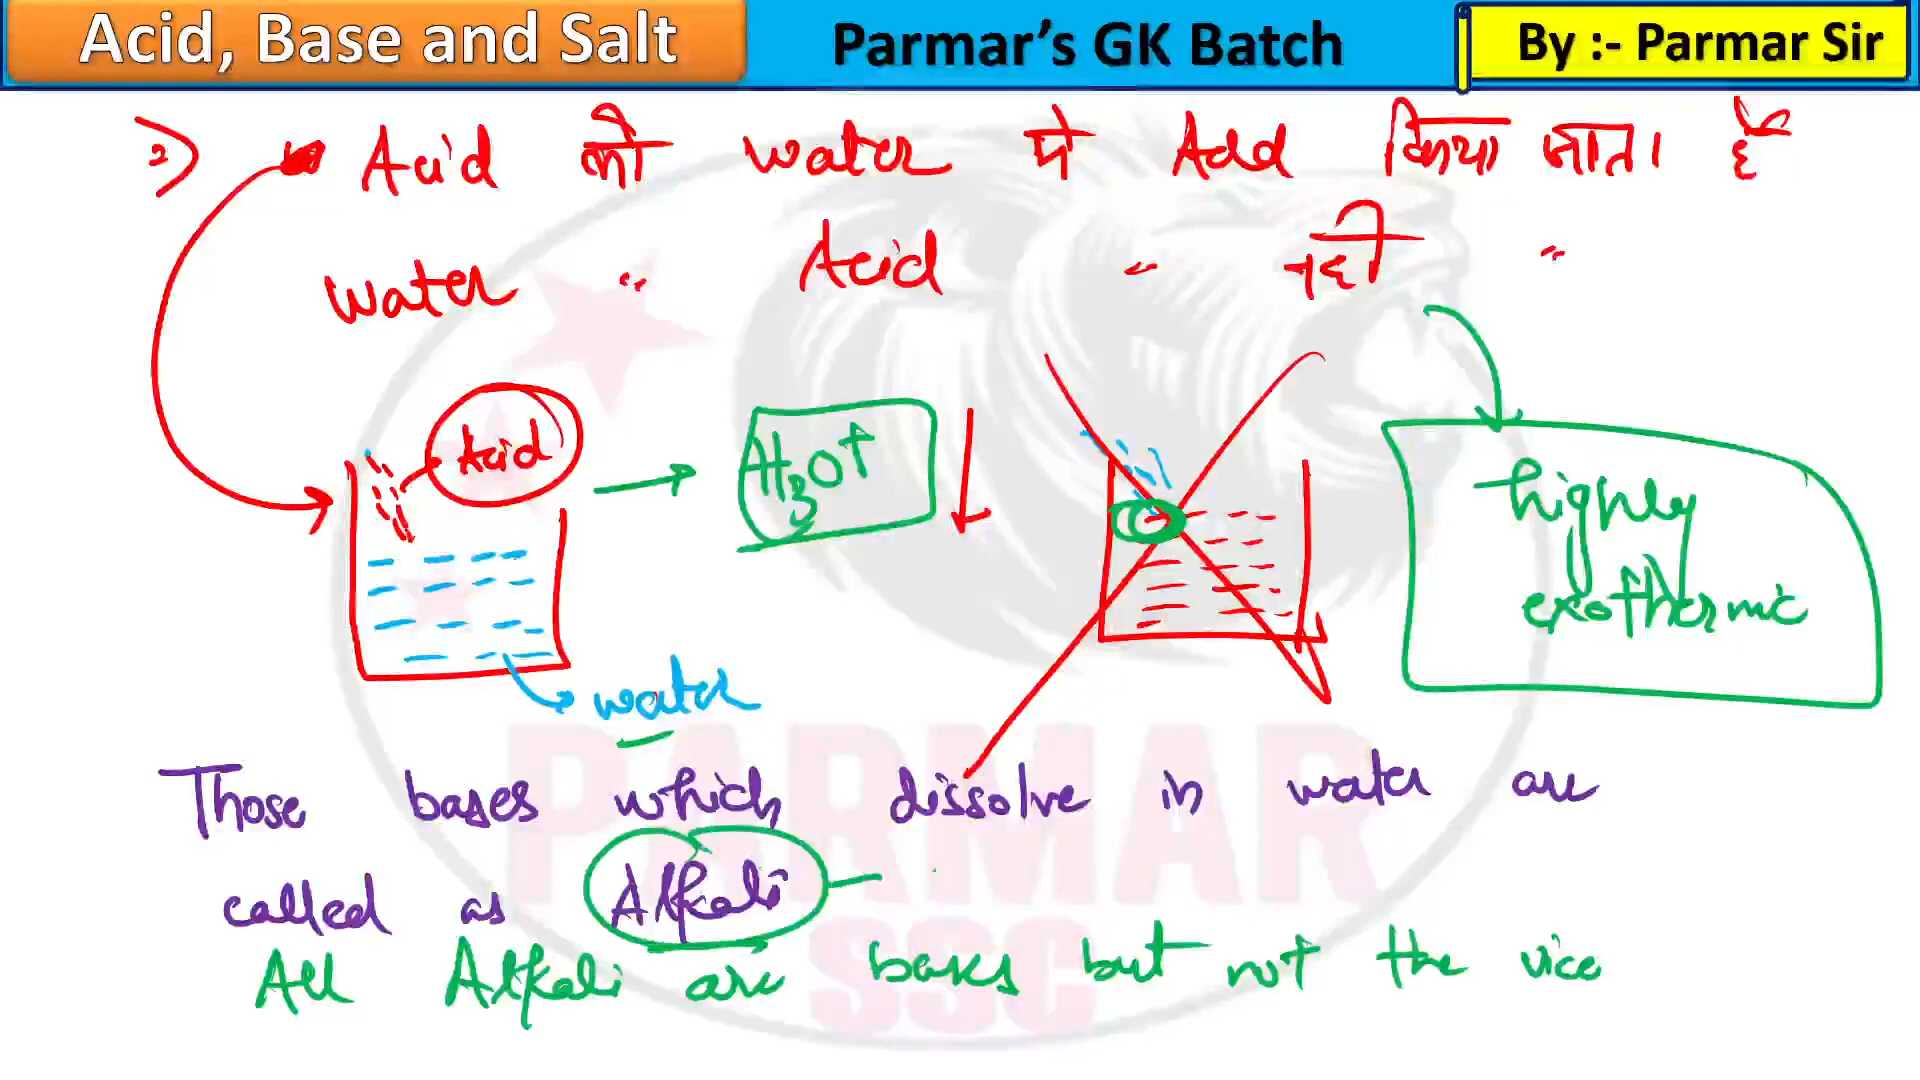 Acid, Base and Salt
Parmar's GK Batch
By :- Parmar Sir
2) Acid को water मे Add किया जाता है
water " Acid " नही "
Acid
H3O+
highly
exothermic
water
Those bases which dissolve in water are
called as Alkali
All Alkali are bases but not the vice
PARMAR
SSC